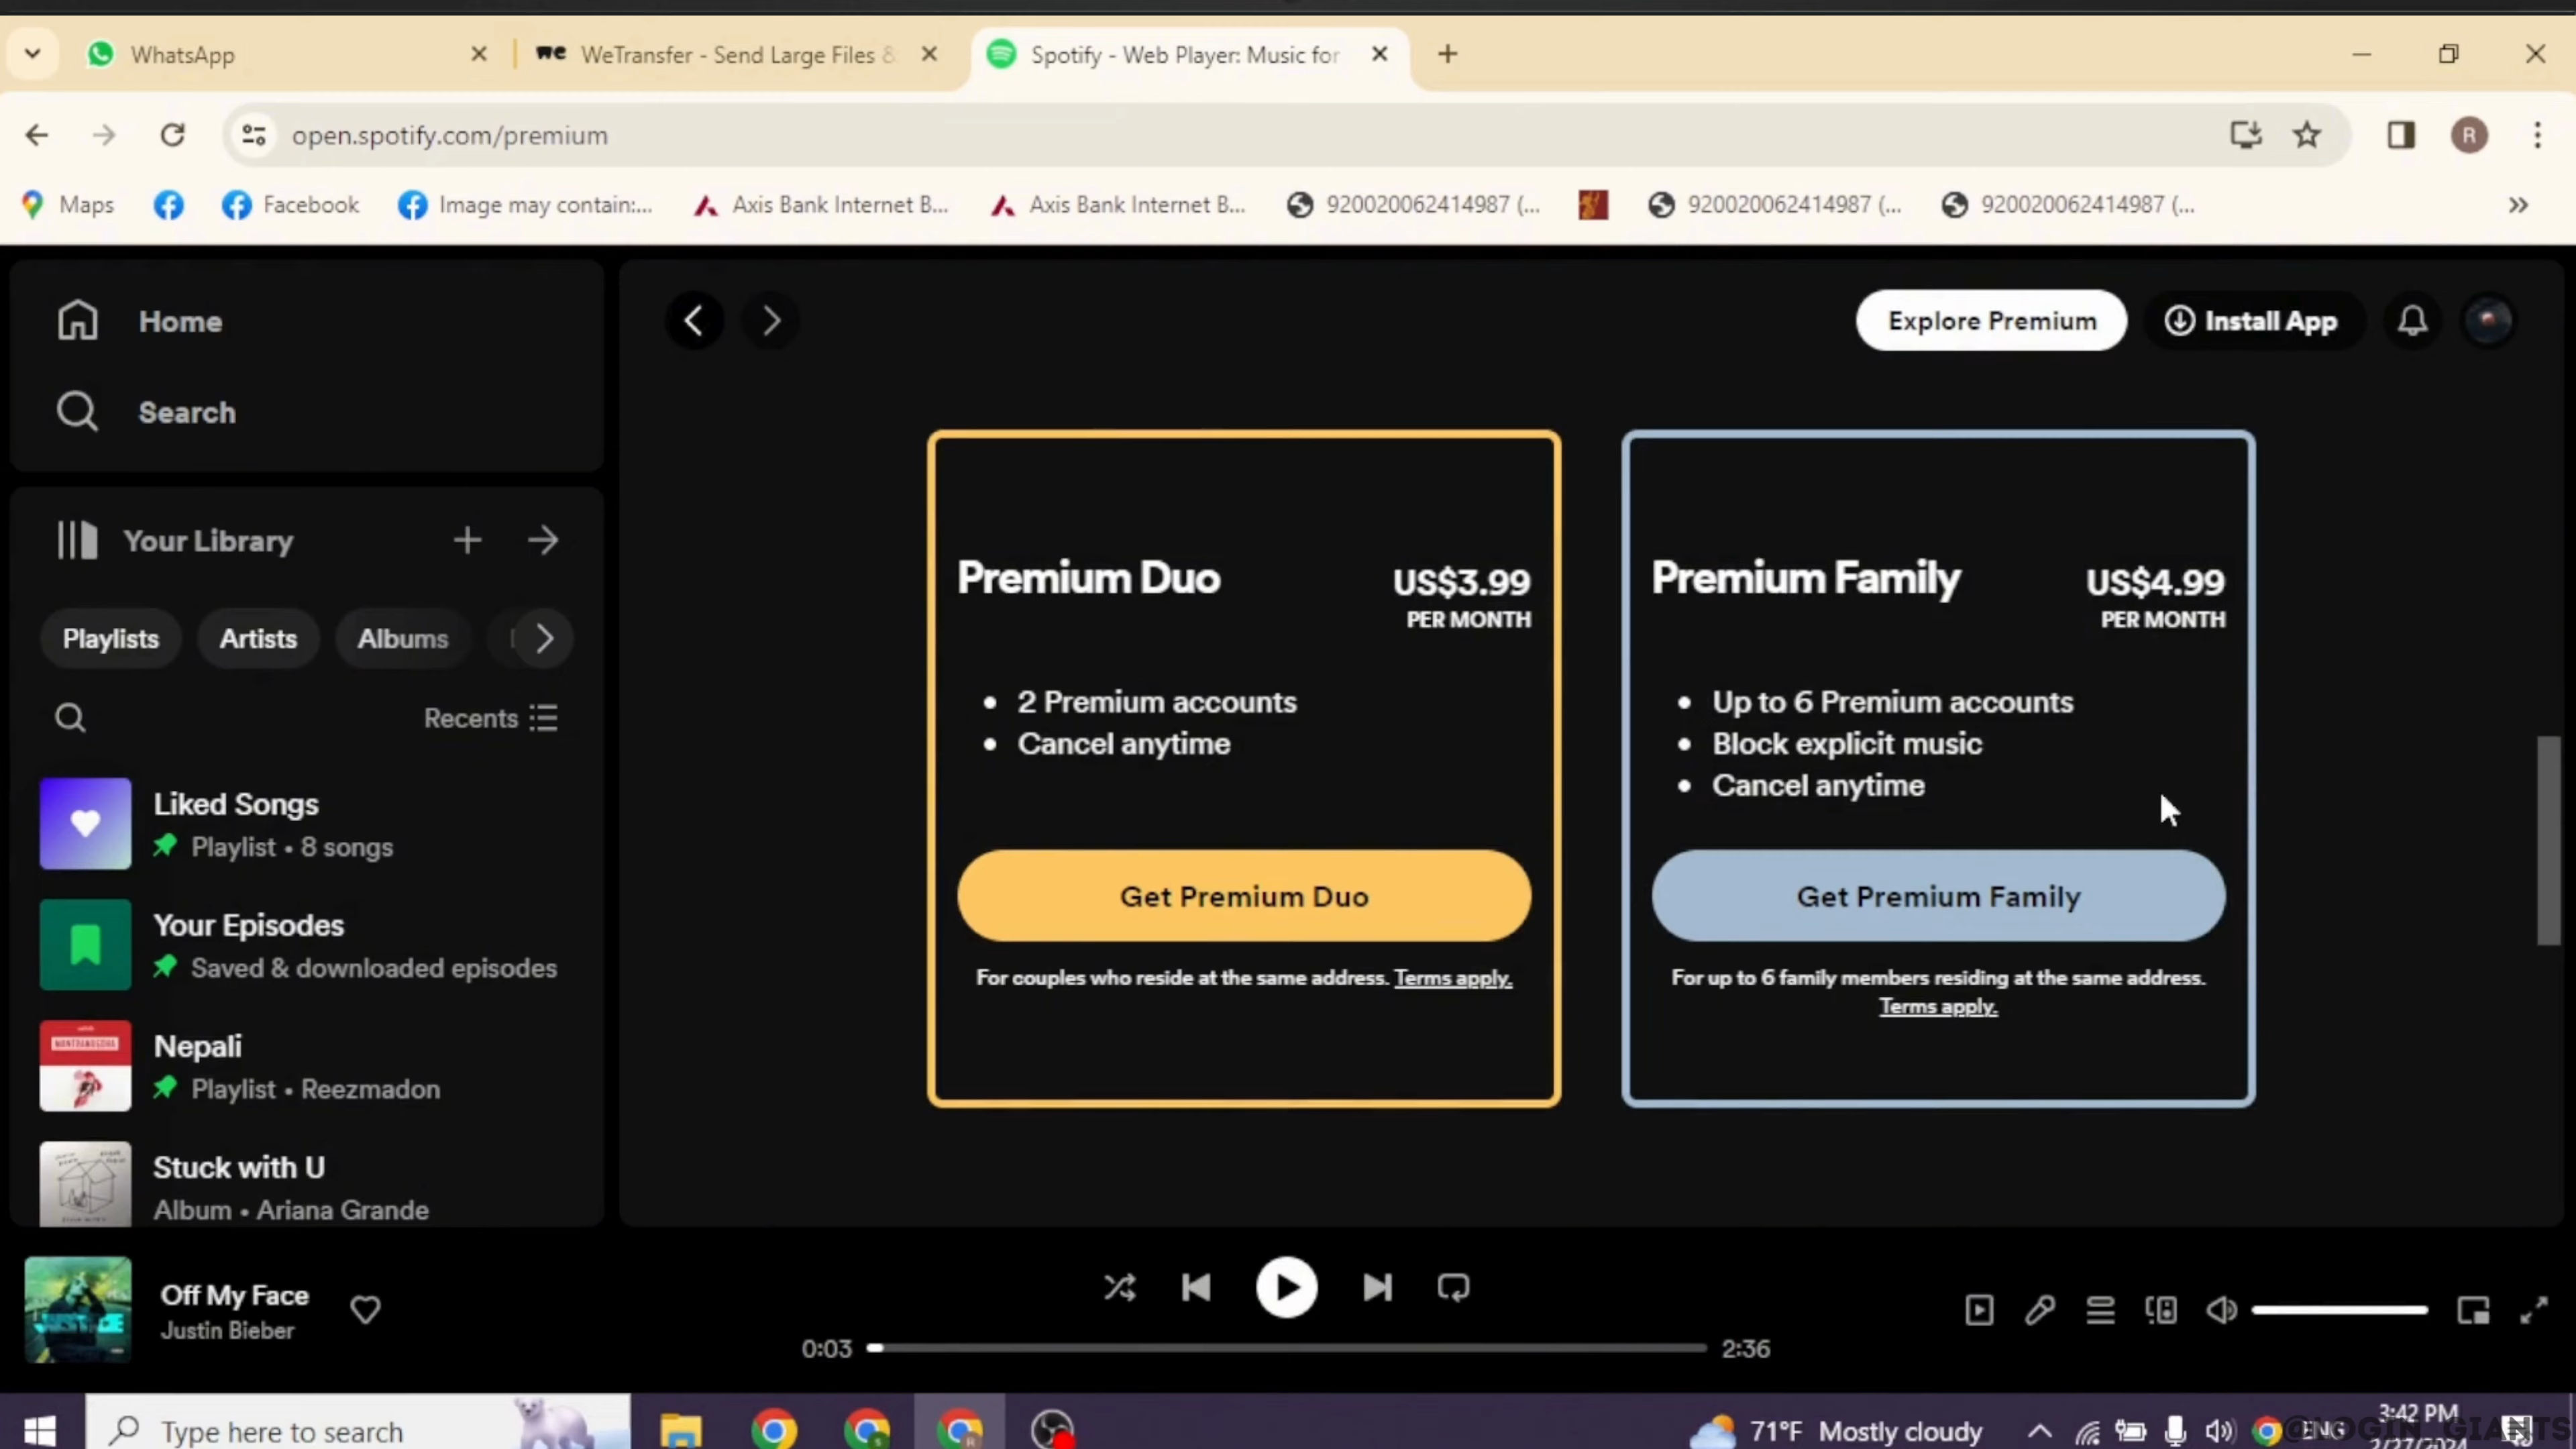 WhatsApp
WeTransfer - Send Large Files &
Spotify - Web Player: Music for
open.spotify.com/premium
Maps
Facebook
Image may contain:...
Axis Bank Internet B...
Axis Bank Internet B...
920020062414987 (...
920020062414987 (...
920020062414987 (...
Home
Search
Explore Premium
Install App
Your Library
Playlists
Artists
Albums
Recents
Liked Songs
Playlist • 8 songs
Your Episodes
Saved & downloaded episodes
Nepali
Playlist • Reezmadon
Stuck with U
Album • Ariana Grande
Premium Duo
US$3.99
PER MONTH
• 2 Premium accounts
• Cancel anytime
Get Premium Duo
For couples who reside at the same address. Terms apply.
Premium Family
US$4.99
PER MONTH
• Up to 6 Premium accounts
• Block explicit music
• Cancel anytime
Get Premium Family
For up to 6 family members residing at the same address.
Terms apply.
Off My Face
Justin Bieber
0:03
2:36
Type here to search
71°F Mostly cloudy
ENG
3:42 PM